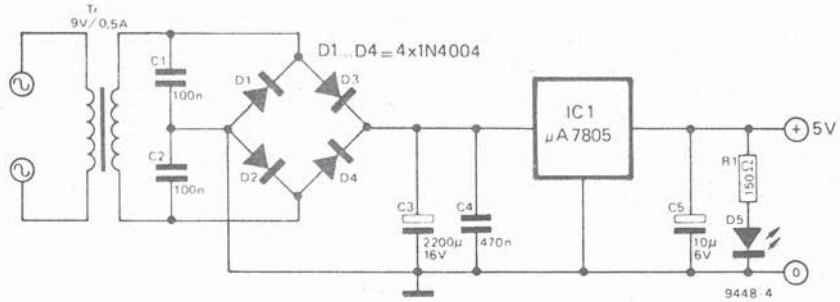 Tr
9V/0,5A
D1...D4=4x1N4004
C1
100n
D1
D3
IC1
µA7805
+
5V
R1
150Ω
C2
100n
D2
D4
C3
2200µ
16V
C4
470n
C5
10µ
6V
D5
0
9448-4